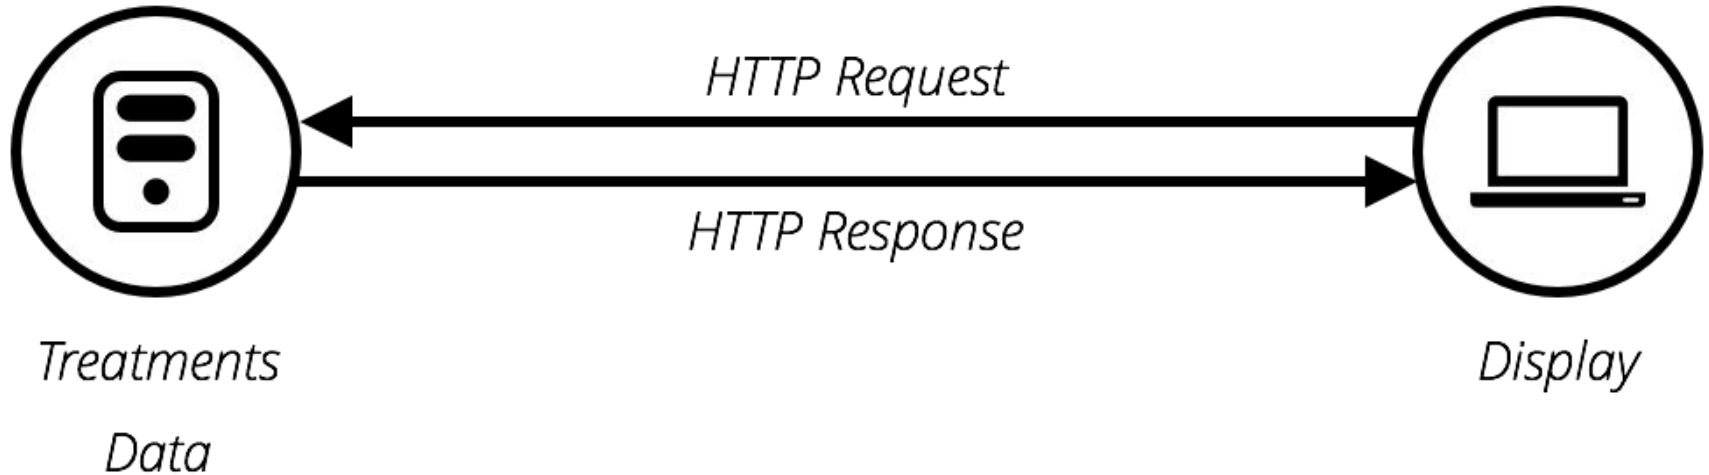 HTTP Request
HTTP Response
Treatments
Data
Display